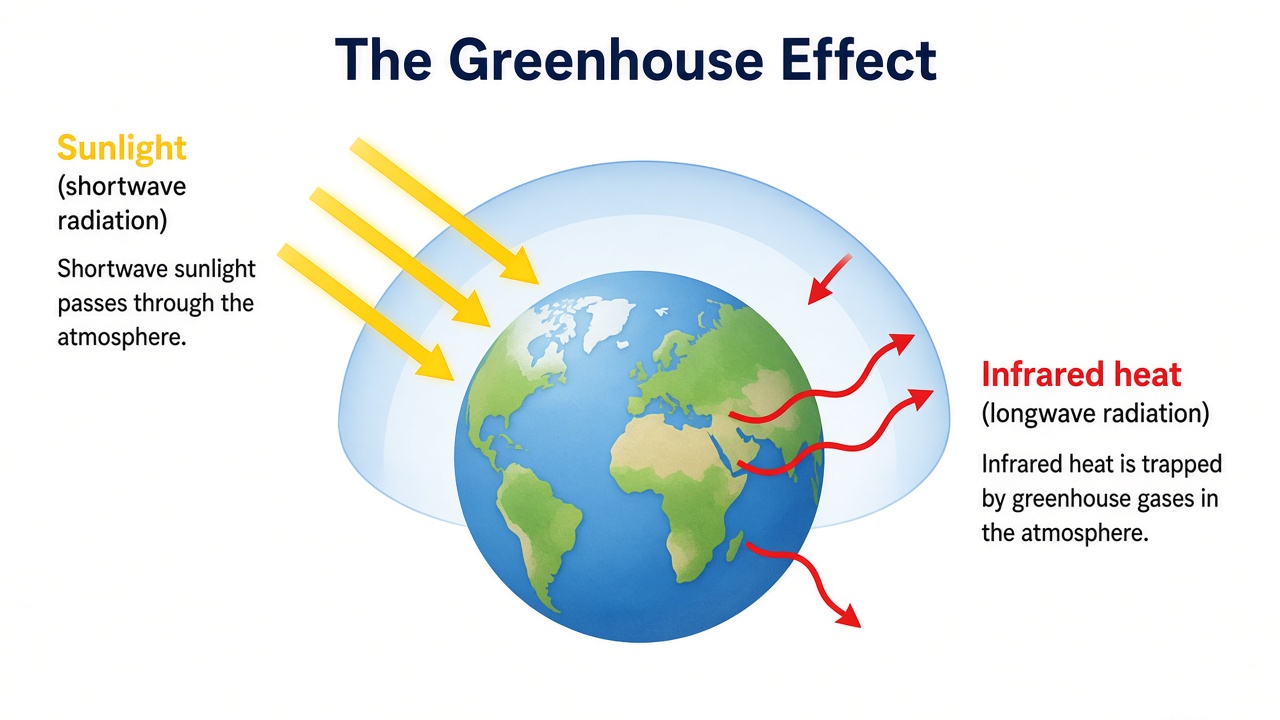 The Greenhouse Effect
Sunlight
(shortwave
radiation)
Shortwave sunlight
passes through the
atmosphere.
Infrared heat
(longwave radiation)
Infrared heat is trapped
by greenhouse gases in
the atmosphere.